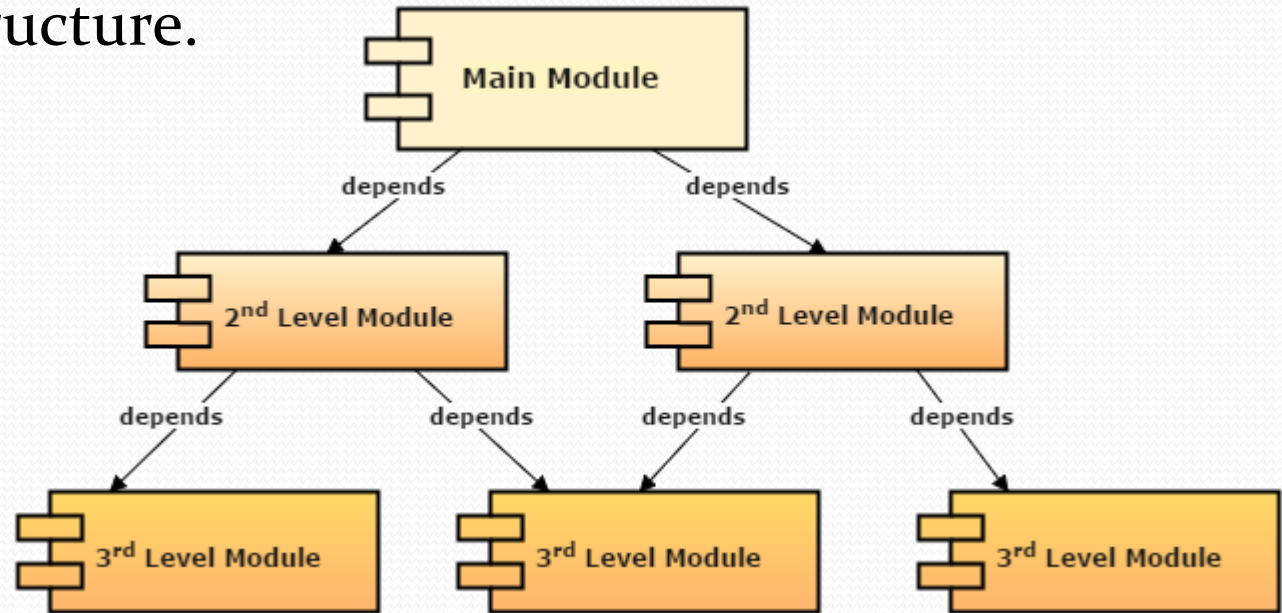 ructure.
Main Module
depends depends
2nd Level Module 2nd Level Module
depends depends depends depends
3rd Level Module 3rd Level Module 3rd Level Module